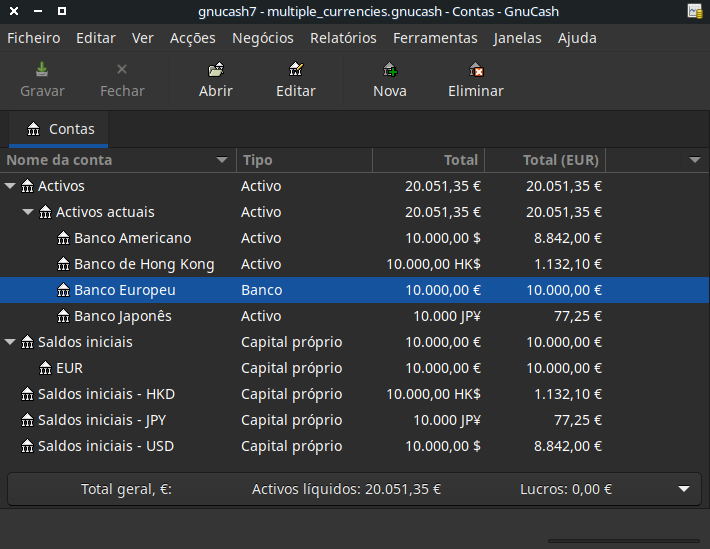 gnucash7 - multiple_currencies.gnucash - Contas - GnuCash
Ficheiro Editar Ver Acções Negócios Relatórios Ferramentas Janelas Ajuda
Gravar Fechar Abrir Editar Nova Eliminar
Contas
Nome da conta Tipo Total Total (EUR)
Activos Activo 20.051,35 € 20.051,35 €
Activos actuais Activo 20.051,35 € 20.051,35 €
Banco Americano Activo 10.000,00 $ 8.842,00 €
Banco de Hong Kong Activo 10.000,00 HK$ 1.132,10 €
Banco Europeu Banco 10.000,00 € 10.000,00 €
Banco Japonês Activo 10.000 JP¥ 77,25 €
Saldos iniciais Capital próprio 10.000,00 € 10.000,00 €
EUR Capital próprio 10.000,00 € 10.000,00 €
Saldos iniciais - HKD Capital próprio 10.000,00 HK$ 1.132,10 €
Saldos iniciais - JPY Capital próprio 10.000 JP¥ 77,25 €
Saldos iniciais - USD Capital próprio 10.000,00 $ 8.842,00 €
Total geral, €: Activos líquidos: 20.051,35 € Lucros: 0,00 €